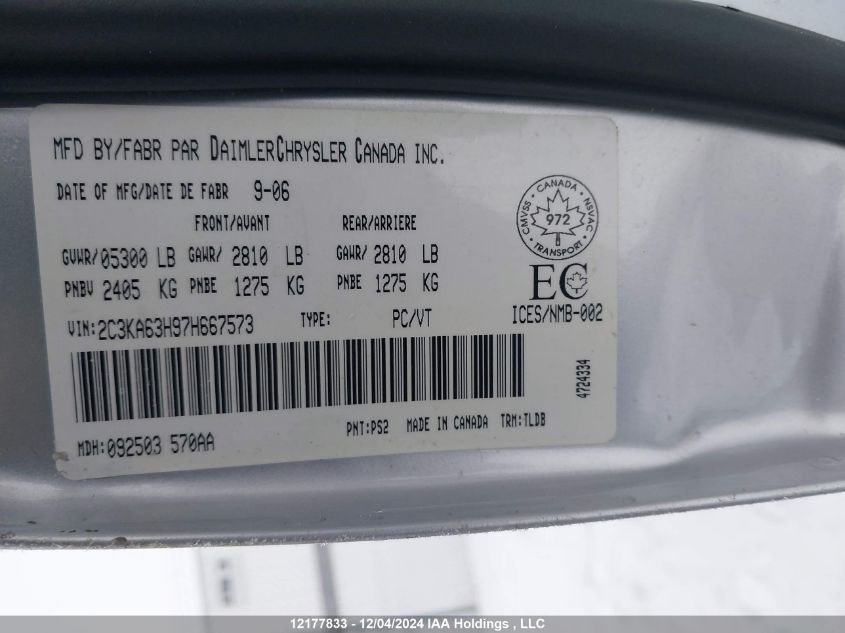 MFD BY/FABR PAR DAIMLERCHRYSLER CANADA INC.
DATE OF MFG/DATE DE FABR 9-06
FRONT/AVANT REAR/ARRIERE
GVWR/05300 LB GAWR/ 2810 LB GAWR/2810 LB
PNBV 2405 KG PNBE 1275 KG PNBE 1275 KG
VIN:2C3KA63H97H667573 TYPE: PC/VT
CANADA
CMVSS 972 NSVAC
TRANSPORT
EC
ICES/NMB-002
4724334
PNT:PS2 MADE IN CANADA TRM:TLDB
MDH:092503 570AA
12177833 - 12/04/2024 IAA Holdings , LLC